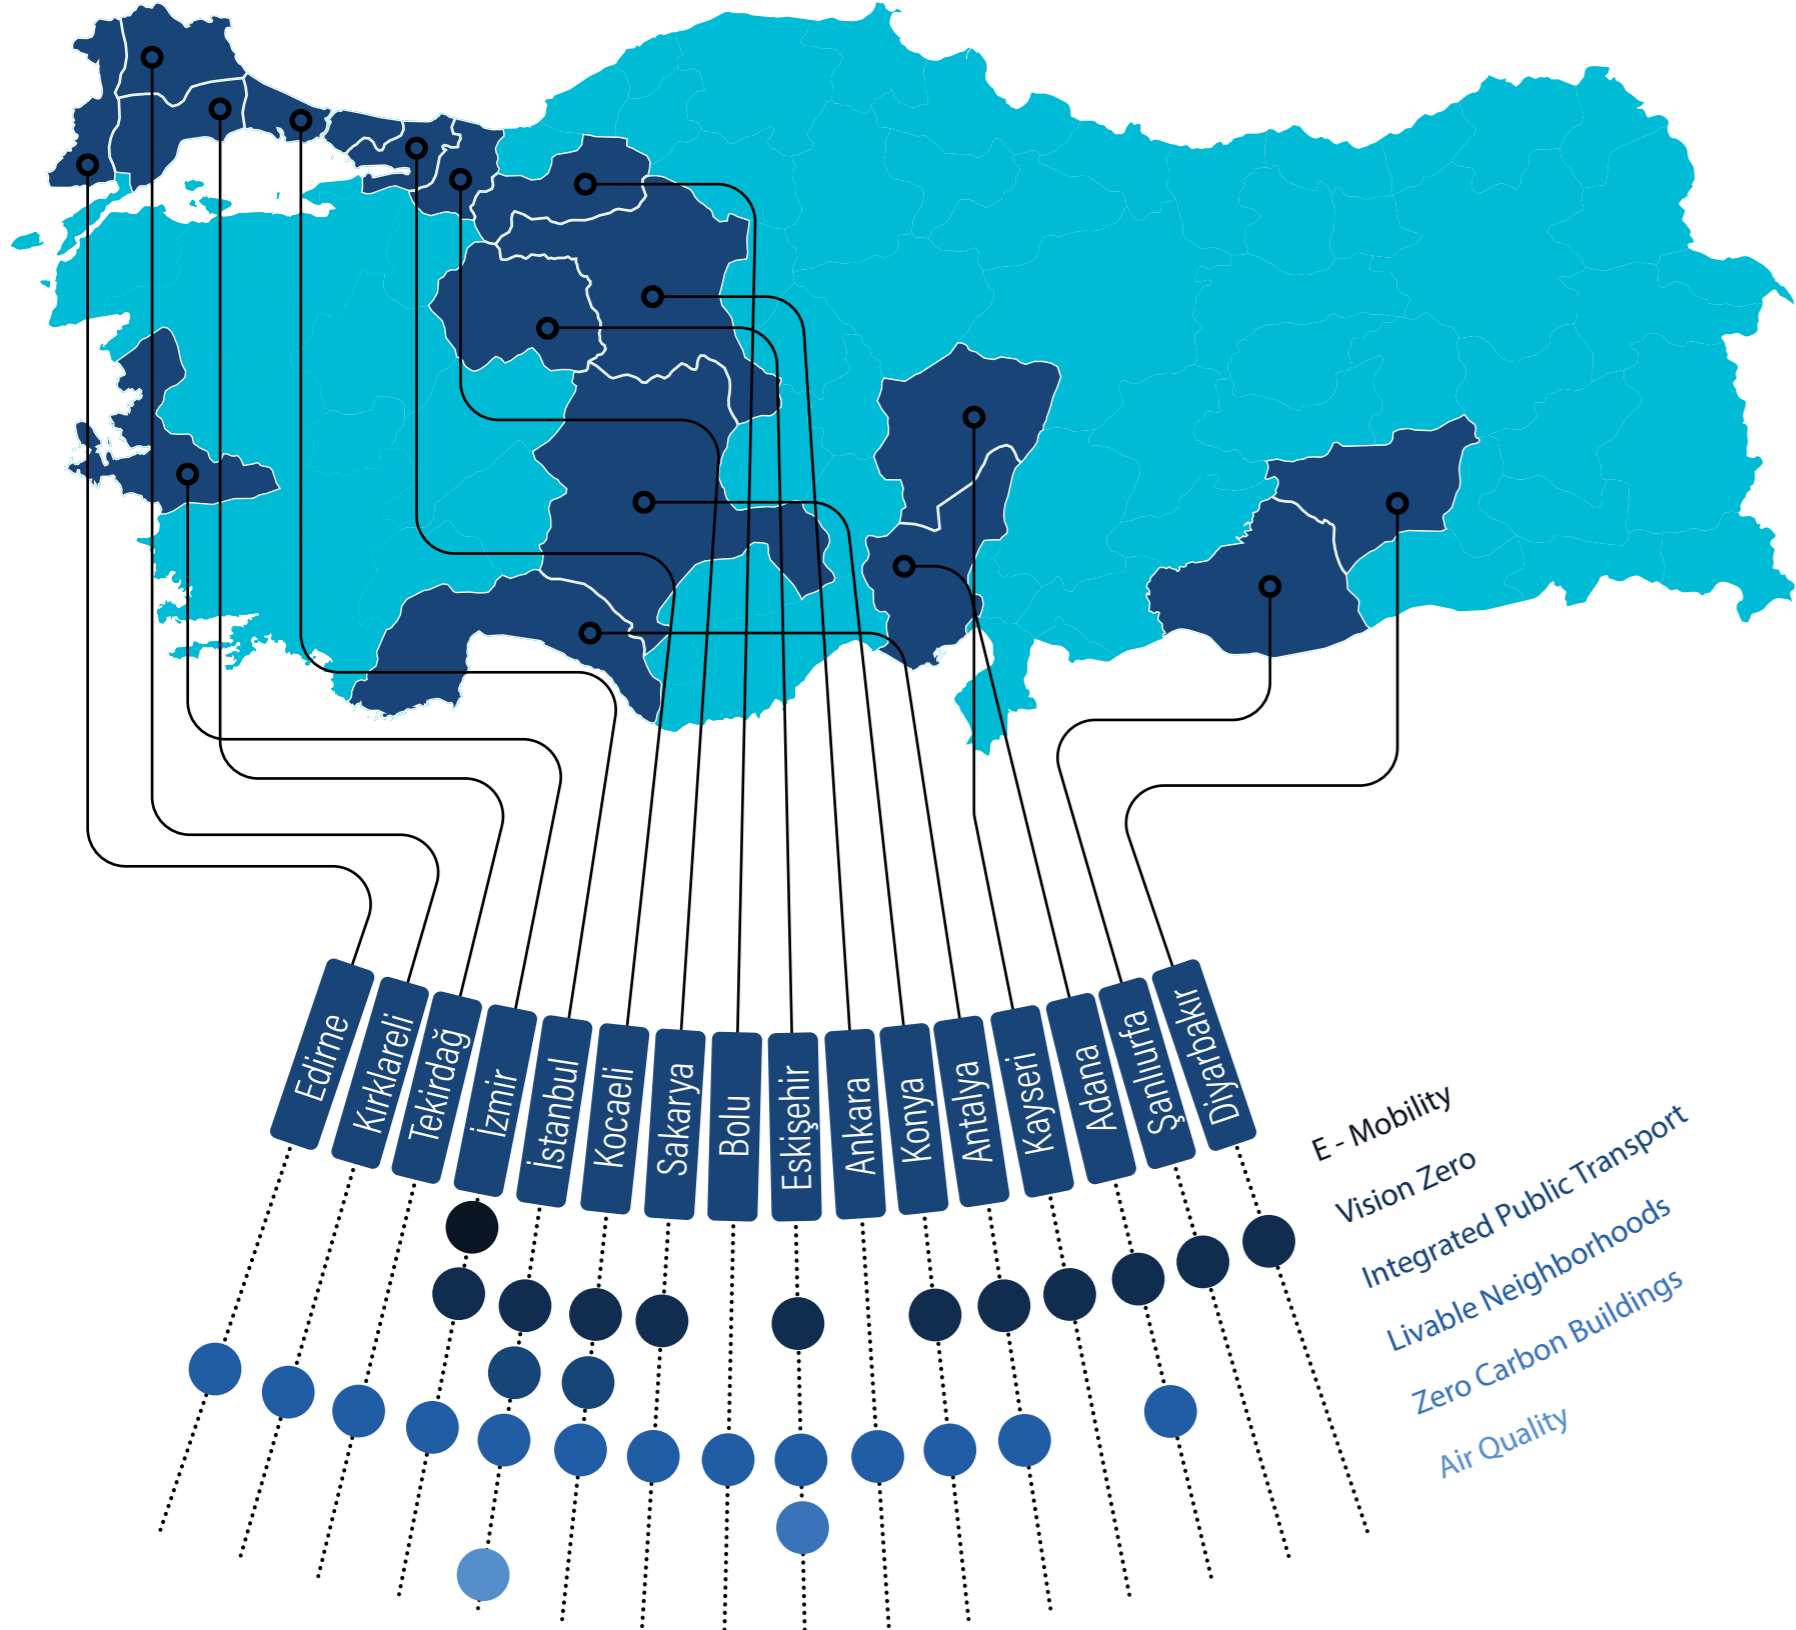 Edirne
Kırklareli
Tekirdağ
İzmir
İstanbul
Kocaeli
Sakarya
Bolu
Eskişehir
Ankara
Konya
Antalya
Kayseri
Adana
Şanlıurfa
Diyarbakır
E - Mobility
Vision Zero
Integrated Public Transport
Livable Neighborhoods
Zero Carbon Buildings
Air Quality